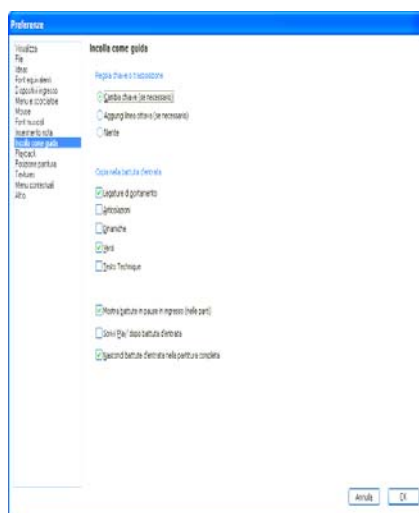 Preferenze
Visualizza
File
Ideas
Font equivalenti
Dispositivi ingresso
Menu e scorciatoie
Mouse
Font musicali
Inserimento nota
Incolla come guida
Playback
Posizione partitura
Textures
Menu contestuali
Altro
Incolla come guida
Regola chiave o trasposizione
Cambia chiave (se necessario)
Aggiungi linea ottava (se necessario)
Niente
Copia nella battuta d'entrata
Legature di portamento
Articolazioni
Dinamiche
Versi
Testo Technique
Mostra battute in pausa in ingresso (nelle parti)
Scrivi 'Play' dopo battuta d'entrata
Nascondi battute d'entrata nella partitura completa
Annulla
OK